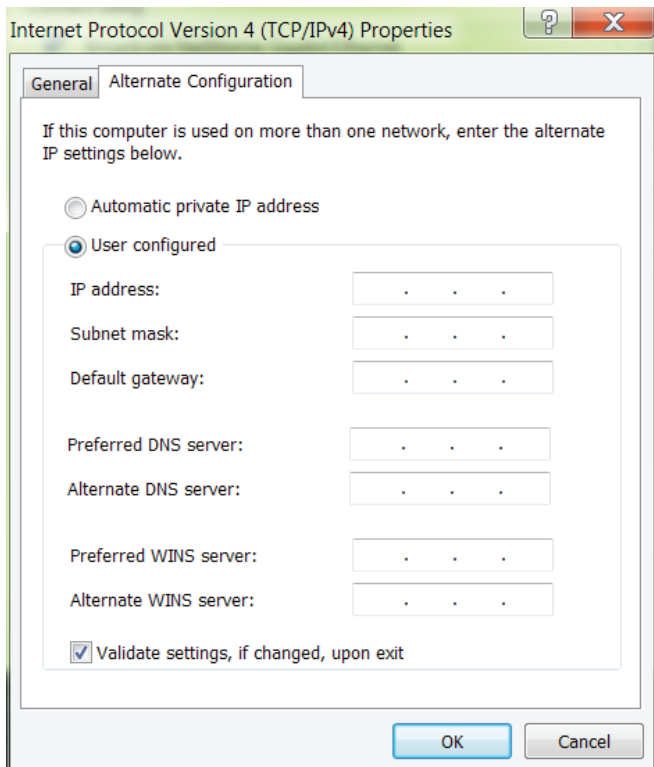 Internet Protocol Version 4 (TCP/IPv4) Properties
? X
General Alternate Configuration
If this computer is used on more than one network, enter the alternate
IP settings below.
Automatic private IP address
User configured
IP address: . . .
Subnet mask: . . .
Default gateway: . . .
Preferred DNS server: . . .
Alternate DNS server: . . .
Preferred WINS server: . . .
Alternate WINS server: . . .
Validate settings, if changed, upon exit
OK Cancel